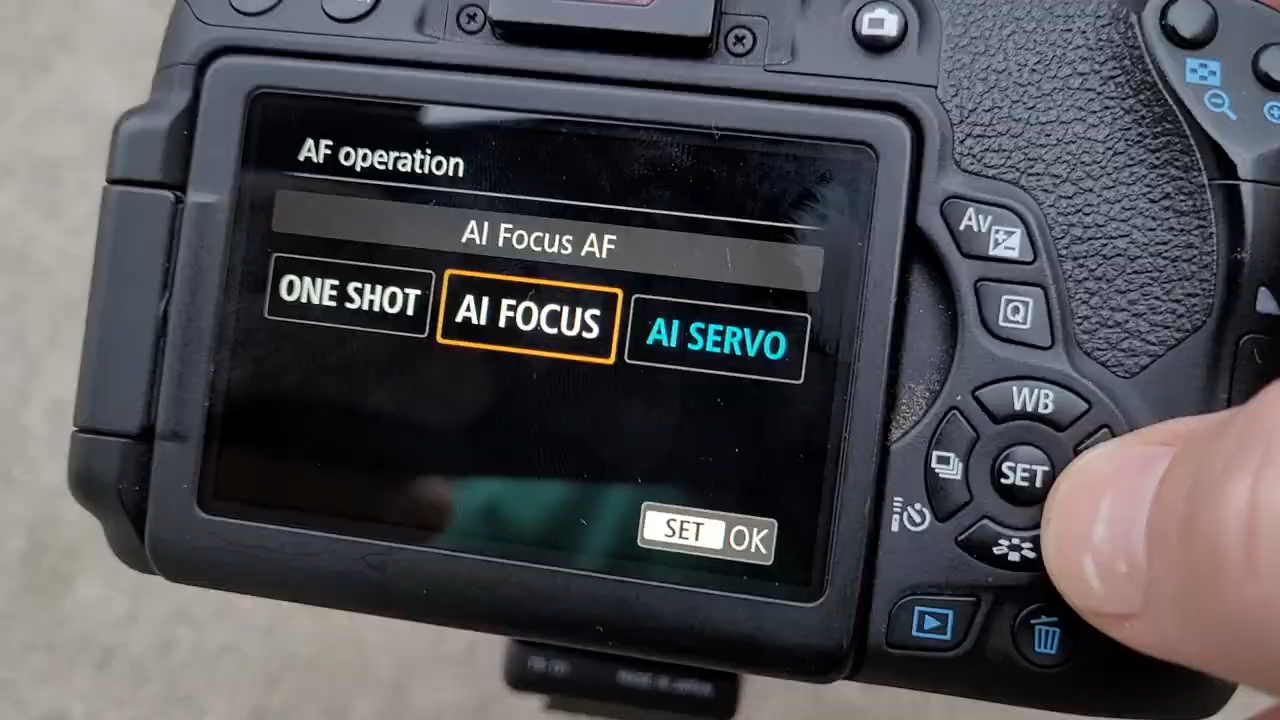 AF operation
AI Focus AF
ONE SHOT
AI FOCUS
AI SERVO
SET OK
Av
Q
WB
SET